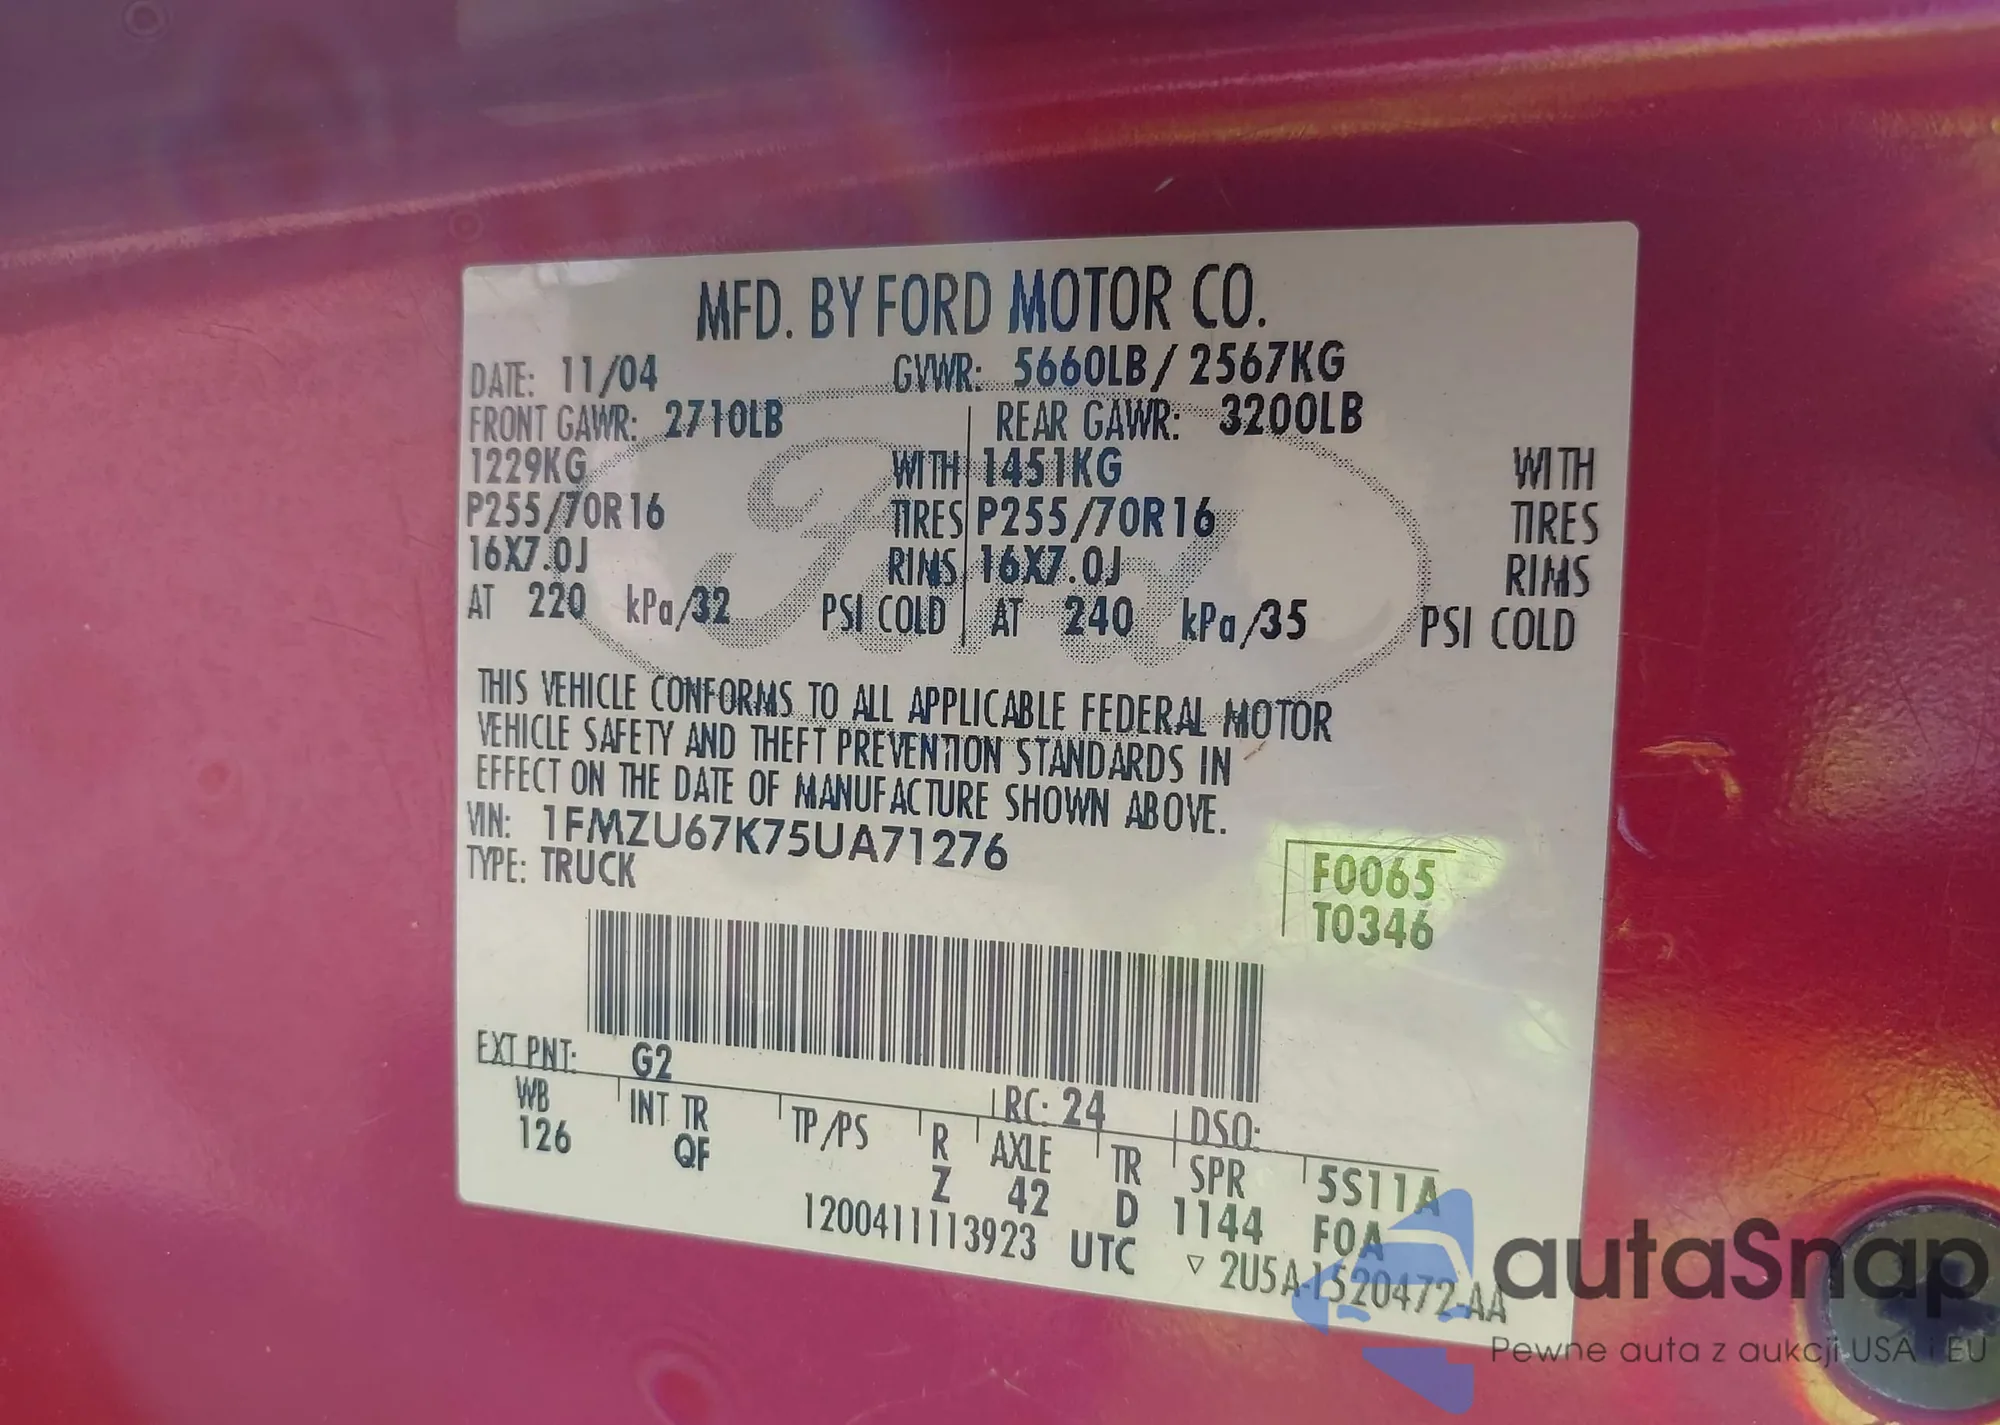 MFD. BY FORD MOTOR CO.
DATE: 11/04 GVWR: 5660LB / 2567KG
FRONT GAWR: 2710LB REAR GAWR: 3200LB
1229KG WITH 1451KG WITH
P255/70R16 TIRES P255/70R16 TIRES
16X7.0J RIMS 16X7.0J RIMS
AT 220 kPa/32 PSI COLD AT 240 kPa/35 PSI COLD
Ford
THIS VEHICLE CONFORMS TO ALL APPLICABLE FEDERAL MOTOR
VEHICLE SAFETY AND THEFT PREVENTION STANDARDS IN
EFFECT ON THE DATE OF MANUFACTURE SHOWN ABOVE.
VIN: 1FMZU67K75UA71276
TYPE: TRUCK
F0065
T0346
EXT PNT: G2 RC: 24 DSO:
WB INT TR TP/PS R AXLE TR SPR 5S11A
126 QF Z 42 D 1144 F0A
1200411113923 UTC ▽ 2U5A-1520472-AA
autaSnap
Pewne auta z aukcji USA i EU